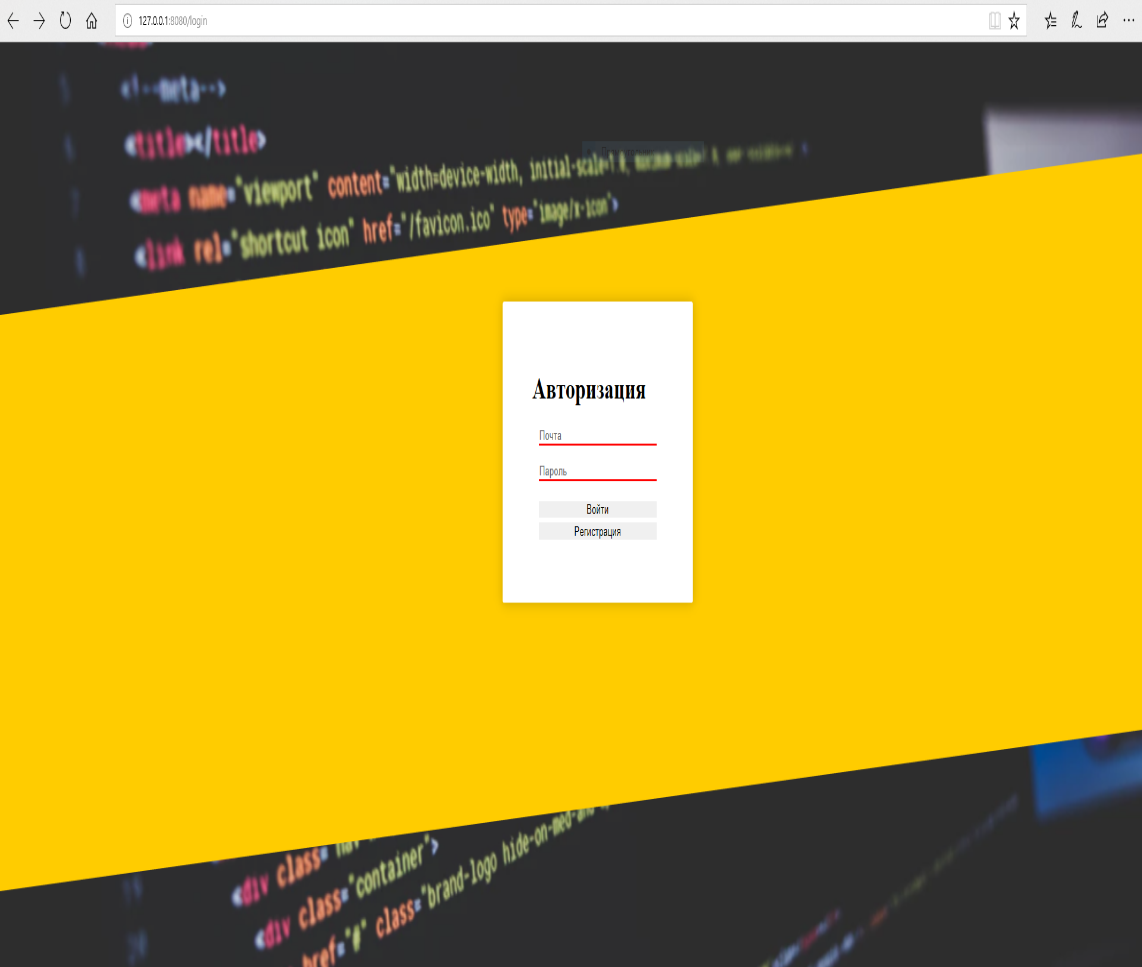 127.0.0.1:8080/login
<!--meta-->
<title></title>
<meta name="viewport" content="width=device-width, initial-scale=1.0,
<link rel="shortcut icon" href="/favicon.ico" type="image/x-icon">
Авторизация
Почта
Пароль
Войти
Регистрация
<div class="nav-
<div class="container">
href="#" class="brand-logo hide-on-med-and-